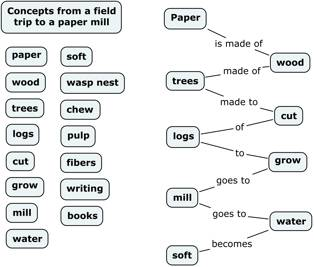 Concepts from a field
trip to a paper mill
paper
wood
trees
logs
cut
grow
mill
water
soft
wasp nest
chew
pulp
fibers
writing
books
Paper
is made of
wood
made of
trees
made to
cut
of
logs
to
grow
goes to
mill
goes to
water
becomes
soft